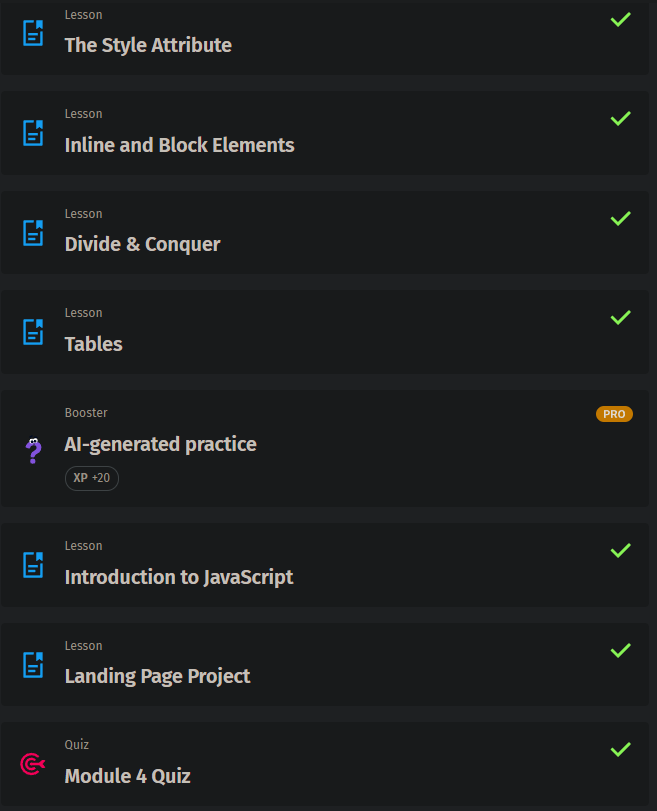 Lesson
The Style Attribute
Lesson
Inline and Block Elements
Lesson
Divide & Conquer
Lesson
Tables
Booster
PRO
AI-generated practice
XP +20
Lesson
Introduction to JavaScript
Lesson
Landing Page Project
Quiz
Module 4 Quiz